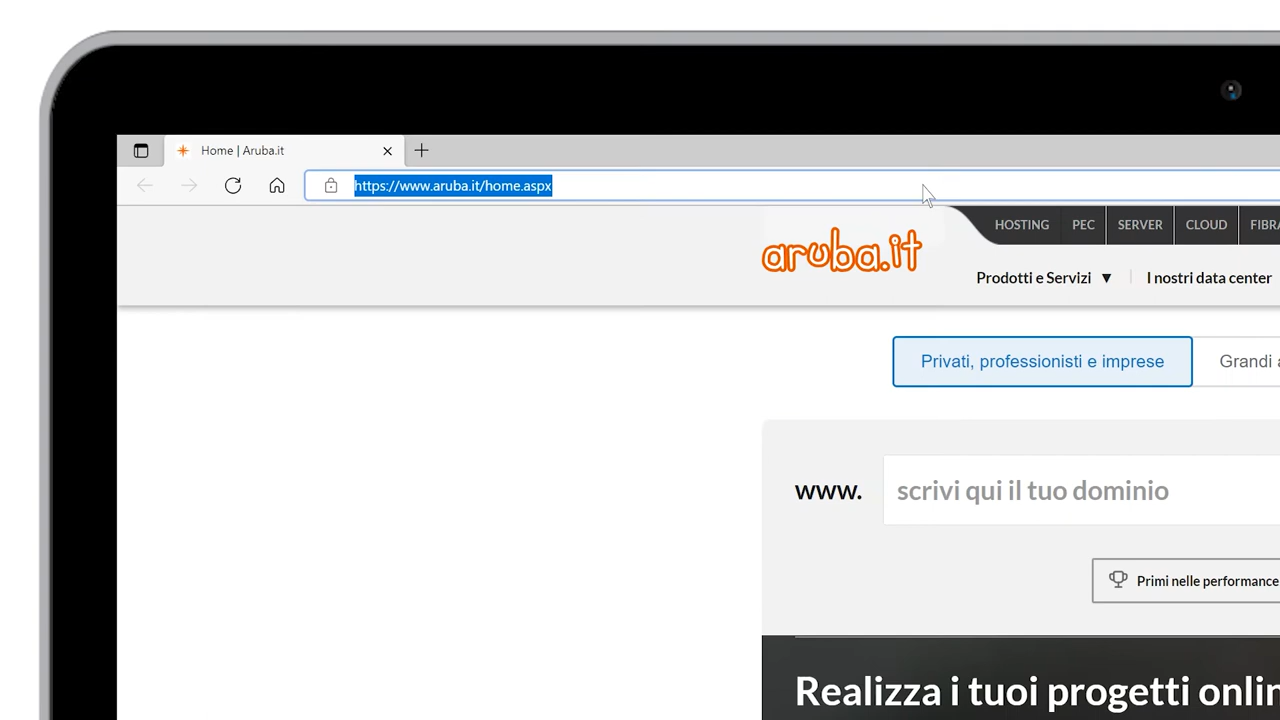 Home | Aruba.it
https://www.aruba.it/home.aspx
aruba.it
HOSTING PEC SERVER CLOUD FIBRA
Prodotti e Servizi ▼ I nostri data center
Privati, professionisti e imprese Grandi
www. scrivi qui il tuo dominio
Primi nelle performance
Realizza i tuoi progetti